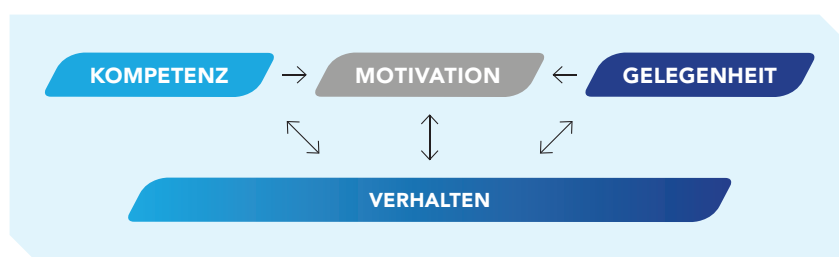 KOMPETENZ
MOTIVATION
GELEGENHEIT
VERHALTEN